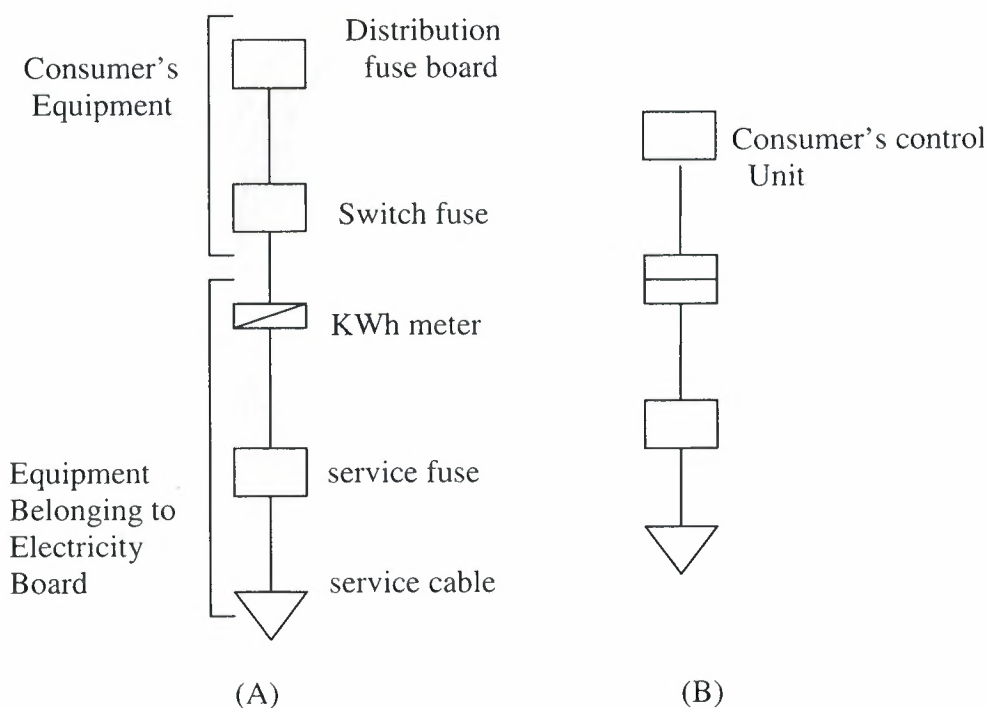 Distribution
fuse board
Consumer's
Equipment
Consumer's control
Unit
Switch fuse
KWh meter
Equipment
Belonging to
Electricity
Board
service fuse
service cable
(A)
(B)